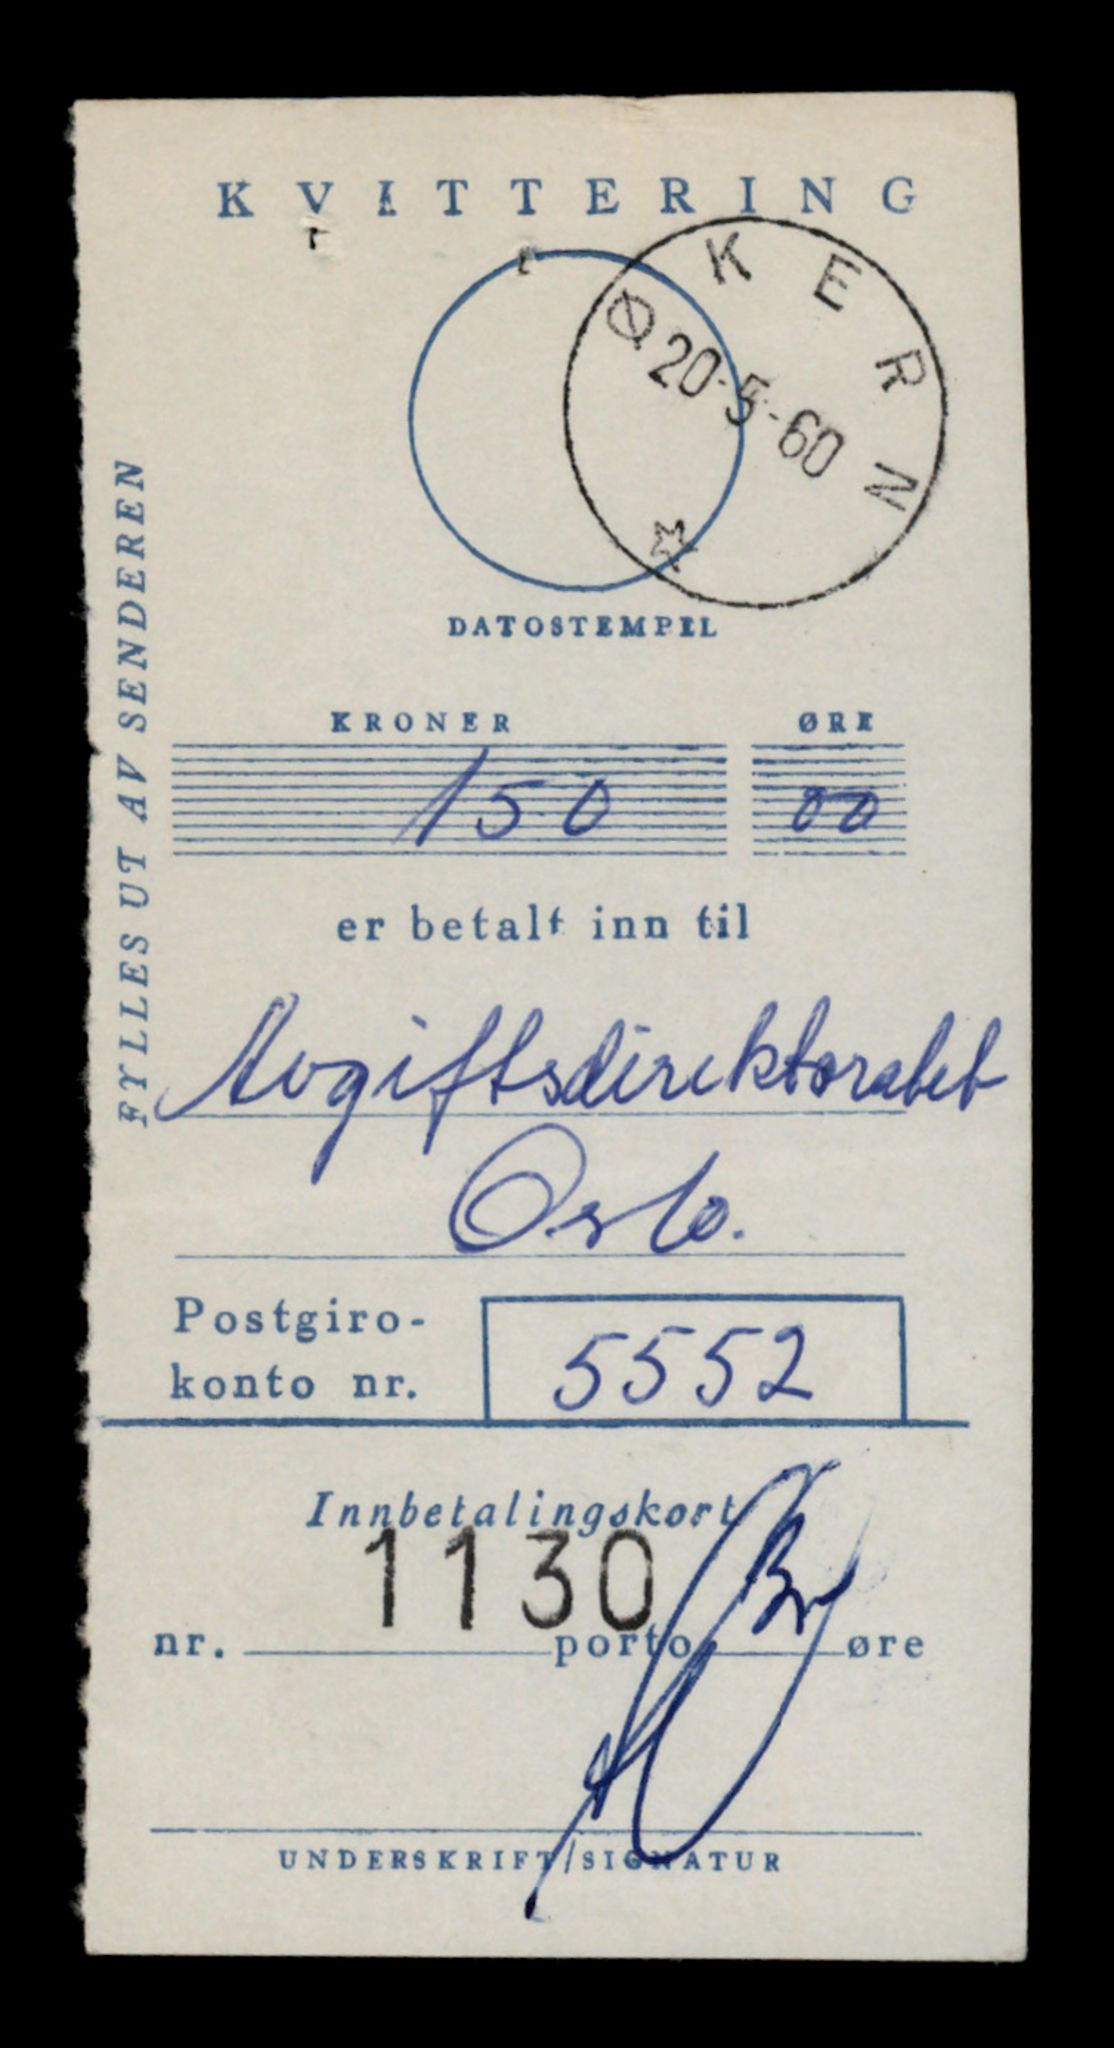 KVITTERING
ØKERN
20-5-60
DATOSTEMPEL
FYLLES UT AV SENDEREN
KRONER ØRE
150 00
er betalt inn til
Avgiftsdirektoratet
Oslo.
Postgiro-
konto nr. 5552
Innbetalingskort
1130
nr. porto øre
UNDERSKRIFT/SIGNATUR